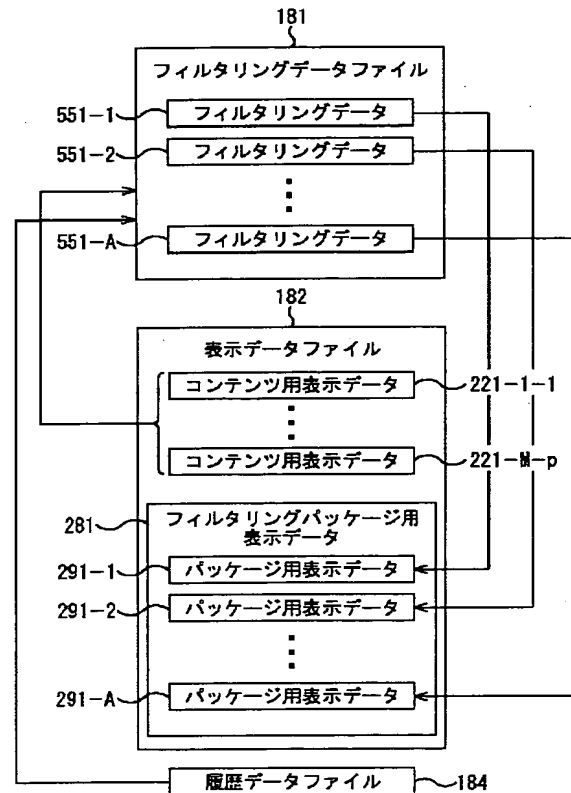 181
フィルタリングデータファイル
551-1
フィルタリングデータ
551-2
フィルタリングデータ
551-A
フィルタリングデータ
182
表示データファイル
コンテンツ用表示データ
221-1-1
コンテンツ用表示データ
221-M-p
281
フィルタリングパッケージ用
表示データ
291-1
パッケージ用表示データ
291-2
パッケージ用表示データ
291-A
パッケージ用表示データ
履歴データファイル
184